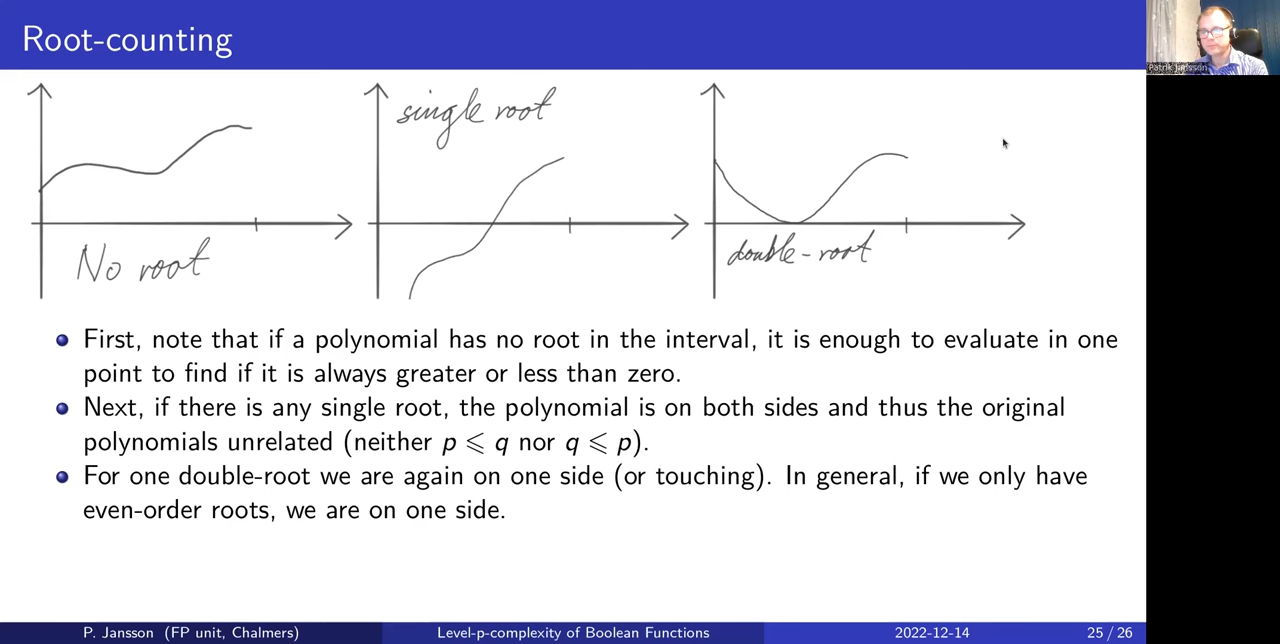 Root-counting
Patrik Jansson
single root
No root
double-root
First, note that if a polynomial has no root in the interval, it is enough to evaluate in one
point to find if it is always greater or less than zero.
Next, if there is any single root, the polynomial is on both sides and thus the original
polynomials unrelated (neither p ⩽ q nor q ⩽ p).
For one double-root we are again on one side (or touching). In general, if we only have
even-order roots, we are on one side.
P. Jansson (FP unit, Chalmers) Level-p-complexity of Boolean Functions 2022-12-14 25 / 26